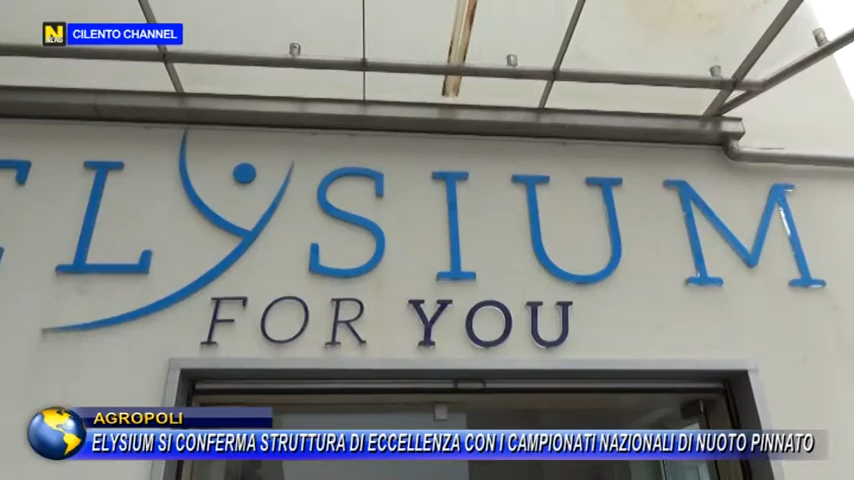 CILENTO CHANNEL
ELYSIUM
FOR YOU
AGROPOLI
ELYSIUM SI CONFERMA STRUTTURA DI ECCELLENZA CON I CAMPIONATI NAZIONALI DI NUOTO PINNATO